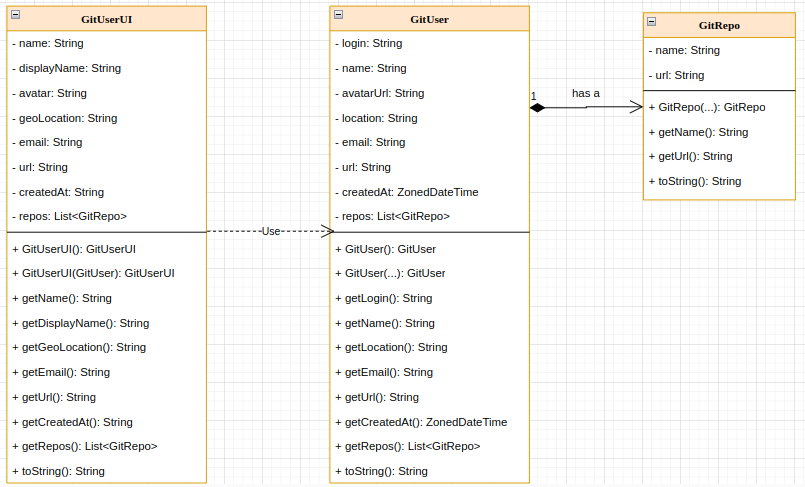 GitUserUI
- name: String
- displayName: String
- avatar: String
- geoLocation: String
- email: String
- url: String
- createdAt: String
- repos: List<GitRepo>
+ GitUserUI(): GitUserUI
+ GitUserUI(GitUser): GitUserUI
+ getName(): String
+ getDisplayName(): String
+ getGeoLocation(): String
+ getEmail(): String
+ getUrl(): String
+ getCreatedAt(): String
+ getRepos(): List<GitRepo>
+ toString(): String
Use
GitUser
- login: String
- name: String
- avatarUrl: String
- location: String
- email: String
- url: String
- createdAt: ZonedDateTime
- repos: List<GitRepo>
+ GitUser(): GitUser
+ GitUser(...): GitUser
+ getLogin(): String
+ getName(): String
+ getLocation(): String
+ getEmail(): String
+ getUrl(): String
+ getCreatedAt(): ZonedDateTime
+ getRepos(): List<GitRepo>
+ toString(): String
1
has a
GitRepo
- name: String
- url: String
+ GitRepo(...): GitRepo
+ getName(): String
+ getUrl(): String
+ toString(): String